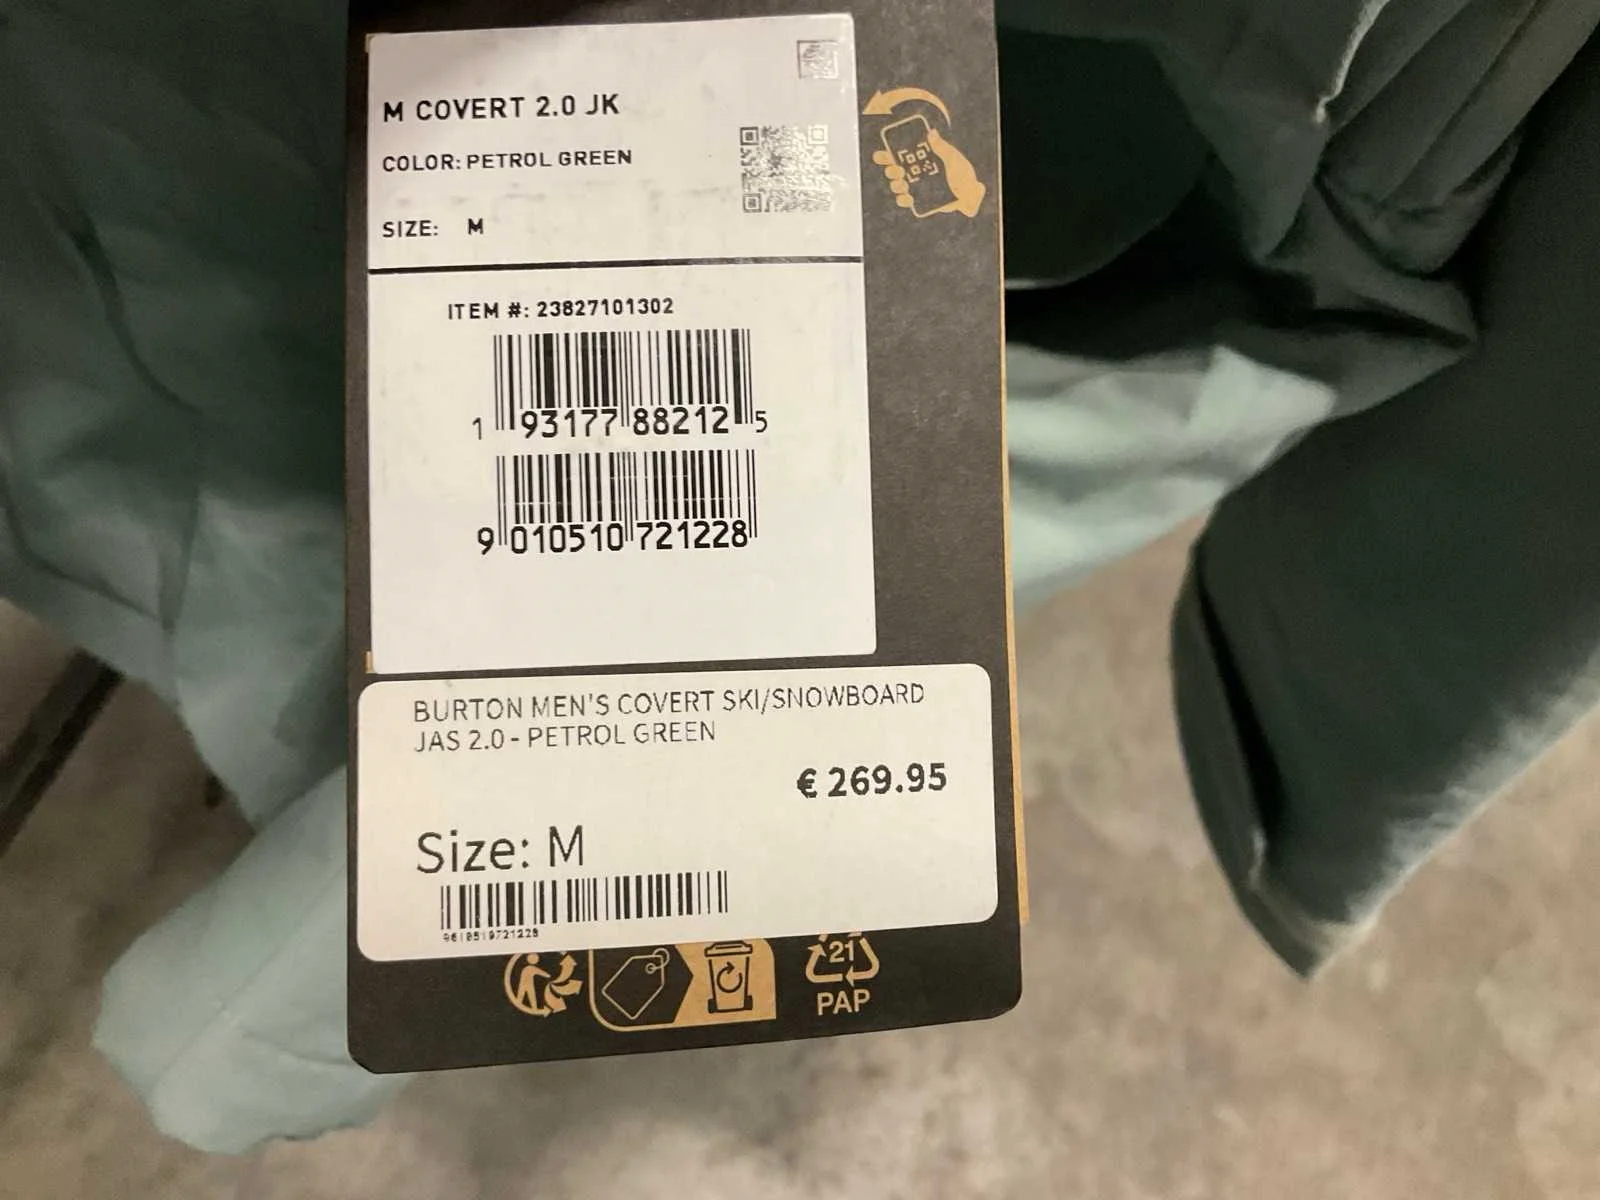 M COVERT 2.0 JK
COLOR: PETROL GREEN
SIZE: M
ITEM #: 23827101302
1 93177 88212 5
9 010510 721228
BURTON MEN'S COVERT SKI/SNOWBOARD
JAS 2.0 - PETROL GREEN
€ 269.95
Size: M
21
PAP